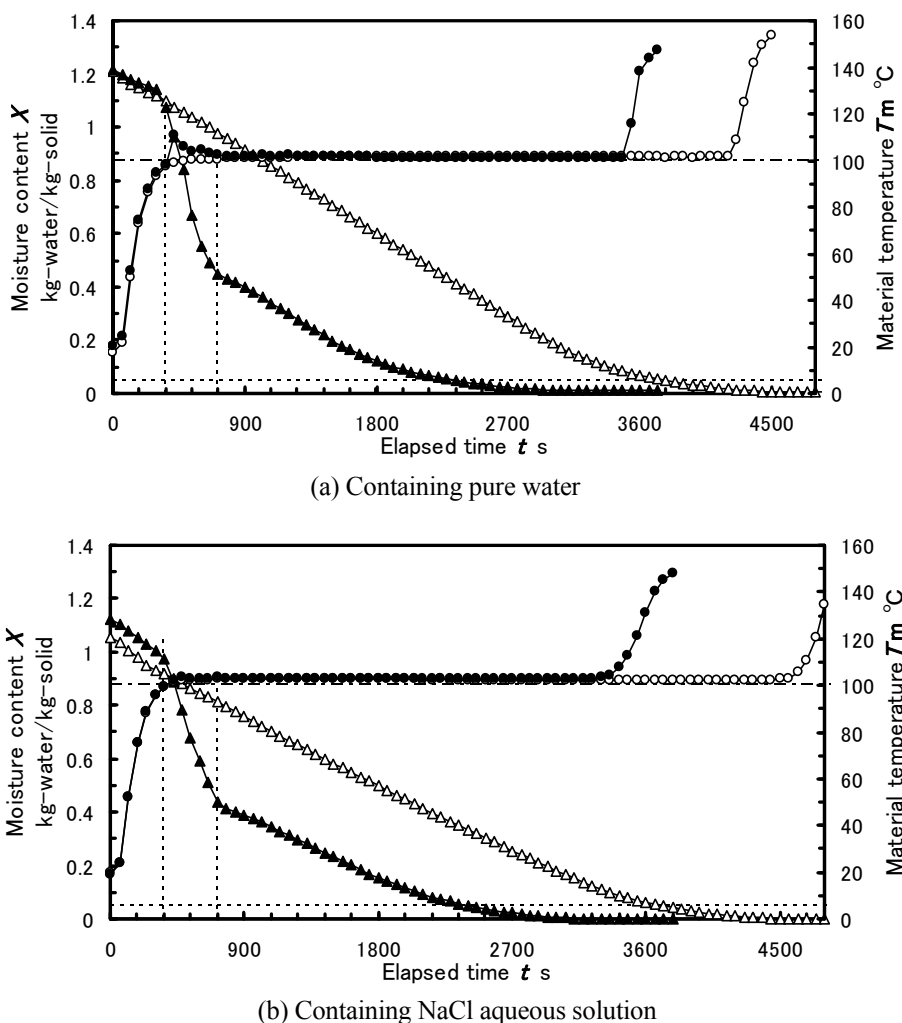 1.4
1.2
1
0.8
0.6
0.4
0.2
0
Moisture content X
kg-water/kg-solid
160
140
120
100
80
60
40
20
0
Material temperature Tm °C
0 900 1800 2700 3600 4500
Elapsed time t s
(a) Containing pure water
1.4
1.2
1
0.8
0.6
0.4
0.2
0
Moisture content X
kg-water/kg-solid
160
140
120
100
80
60
40
20
0
Material temperature Tm °C
0 900 1800 2700 3600 4500
Elapsed time t s
(b) Containing NaCl aqueous solution